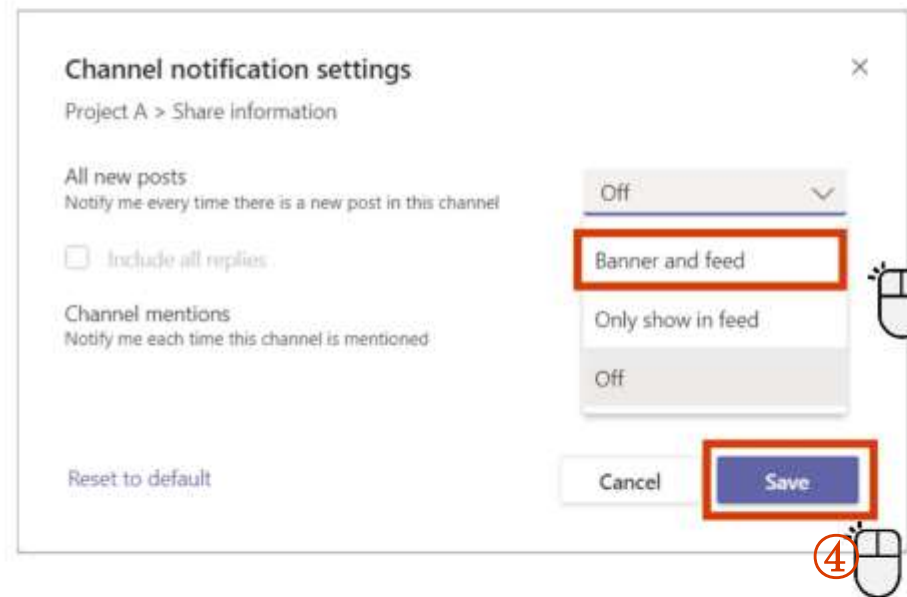 Channel notification settings
Project A > Share information
All new posts
Notify me every time there is a new post in this channel
Off
Include all replies
Banner and feed
Channel mentions
Notify me each time this channel is mentioned
Only show in feed
Off
Reset to default
Cancel
Save
④